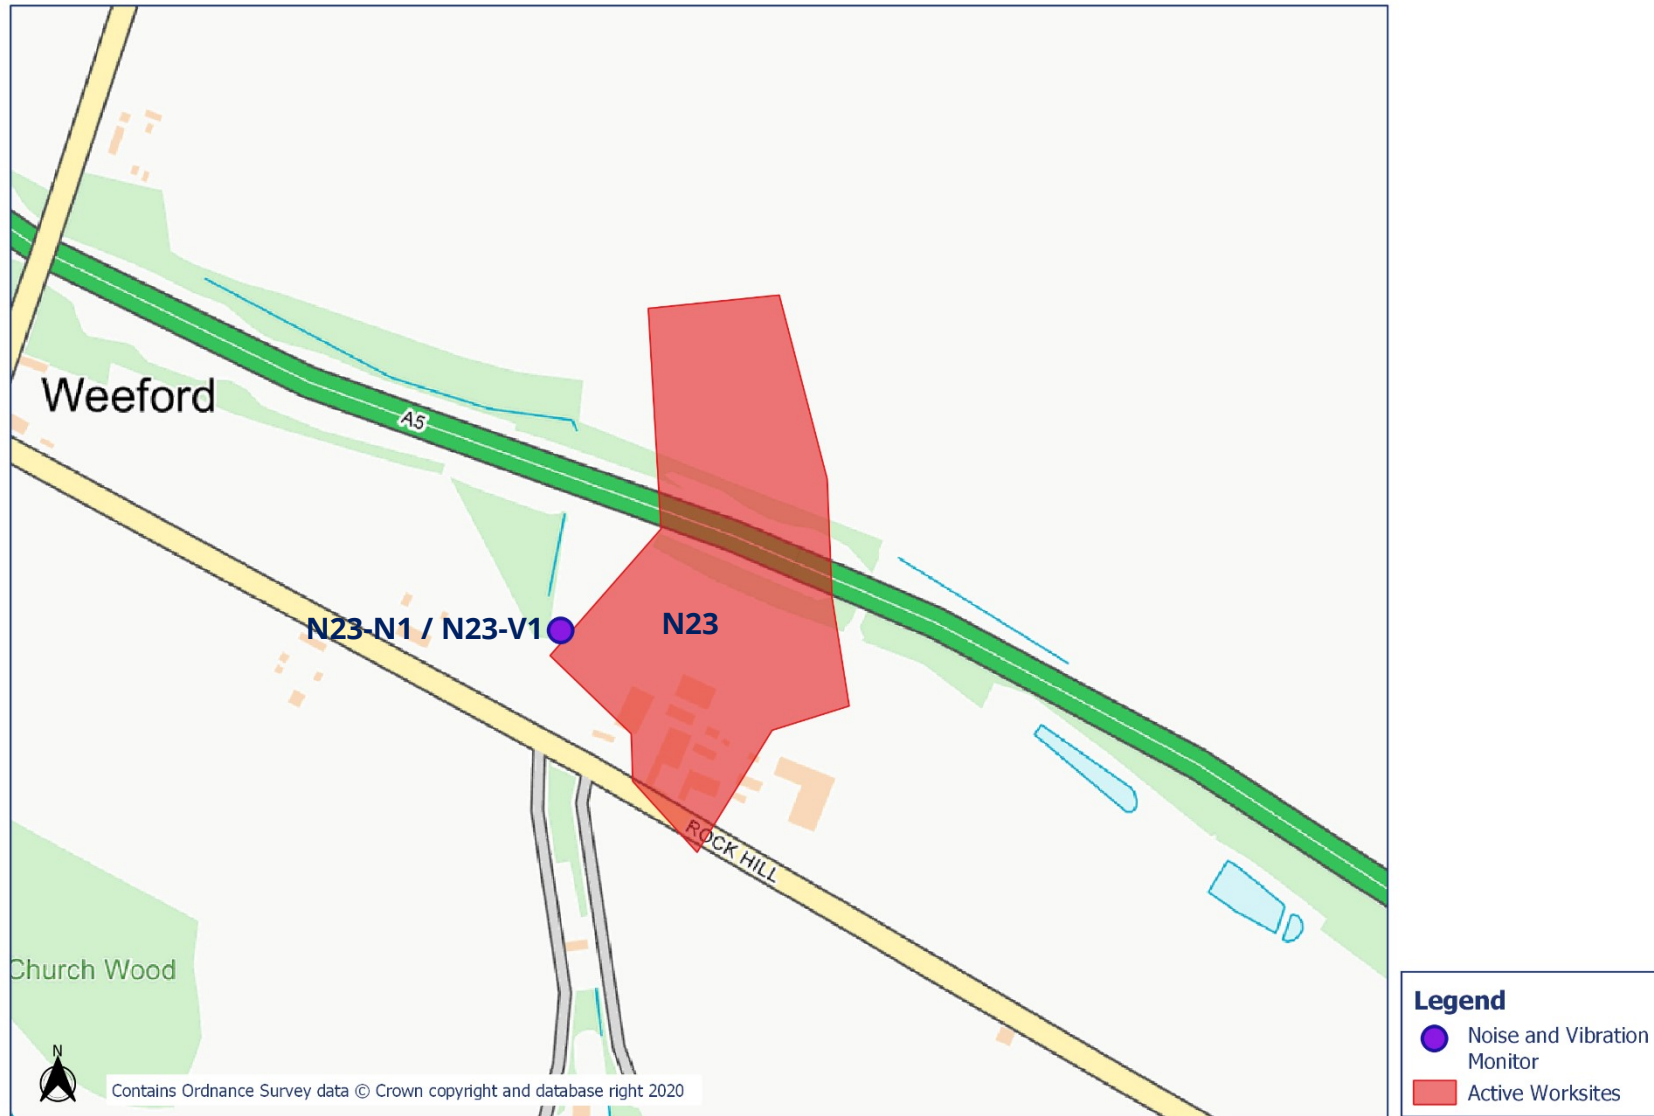 Weeford
A5
N23-N1 / N23-V1
N23
ROCK HILL
Church Wood
N
Contains Ordnance Survey data © Crown copyright and database right 2020
Legend
Noise and Vibration
Monitor
Active Worksites